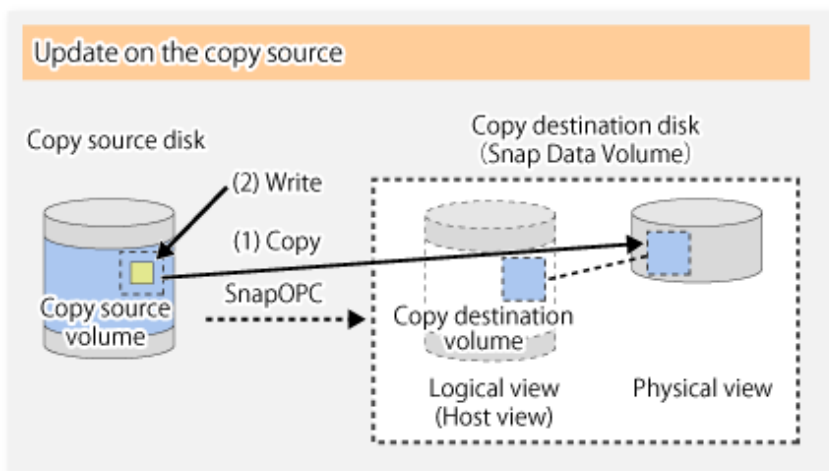 Update on the copy source
Copy source disk
Copy destination disk
(Snap Data Volume)
(2) Write
(1) Copy
SnapOPC
Copy source
volume
Copy destination
volume
Logical view
(Host view)
Physical view